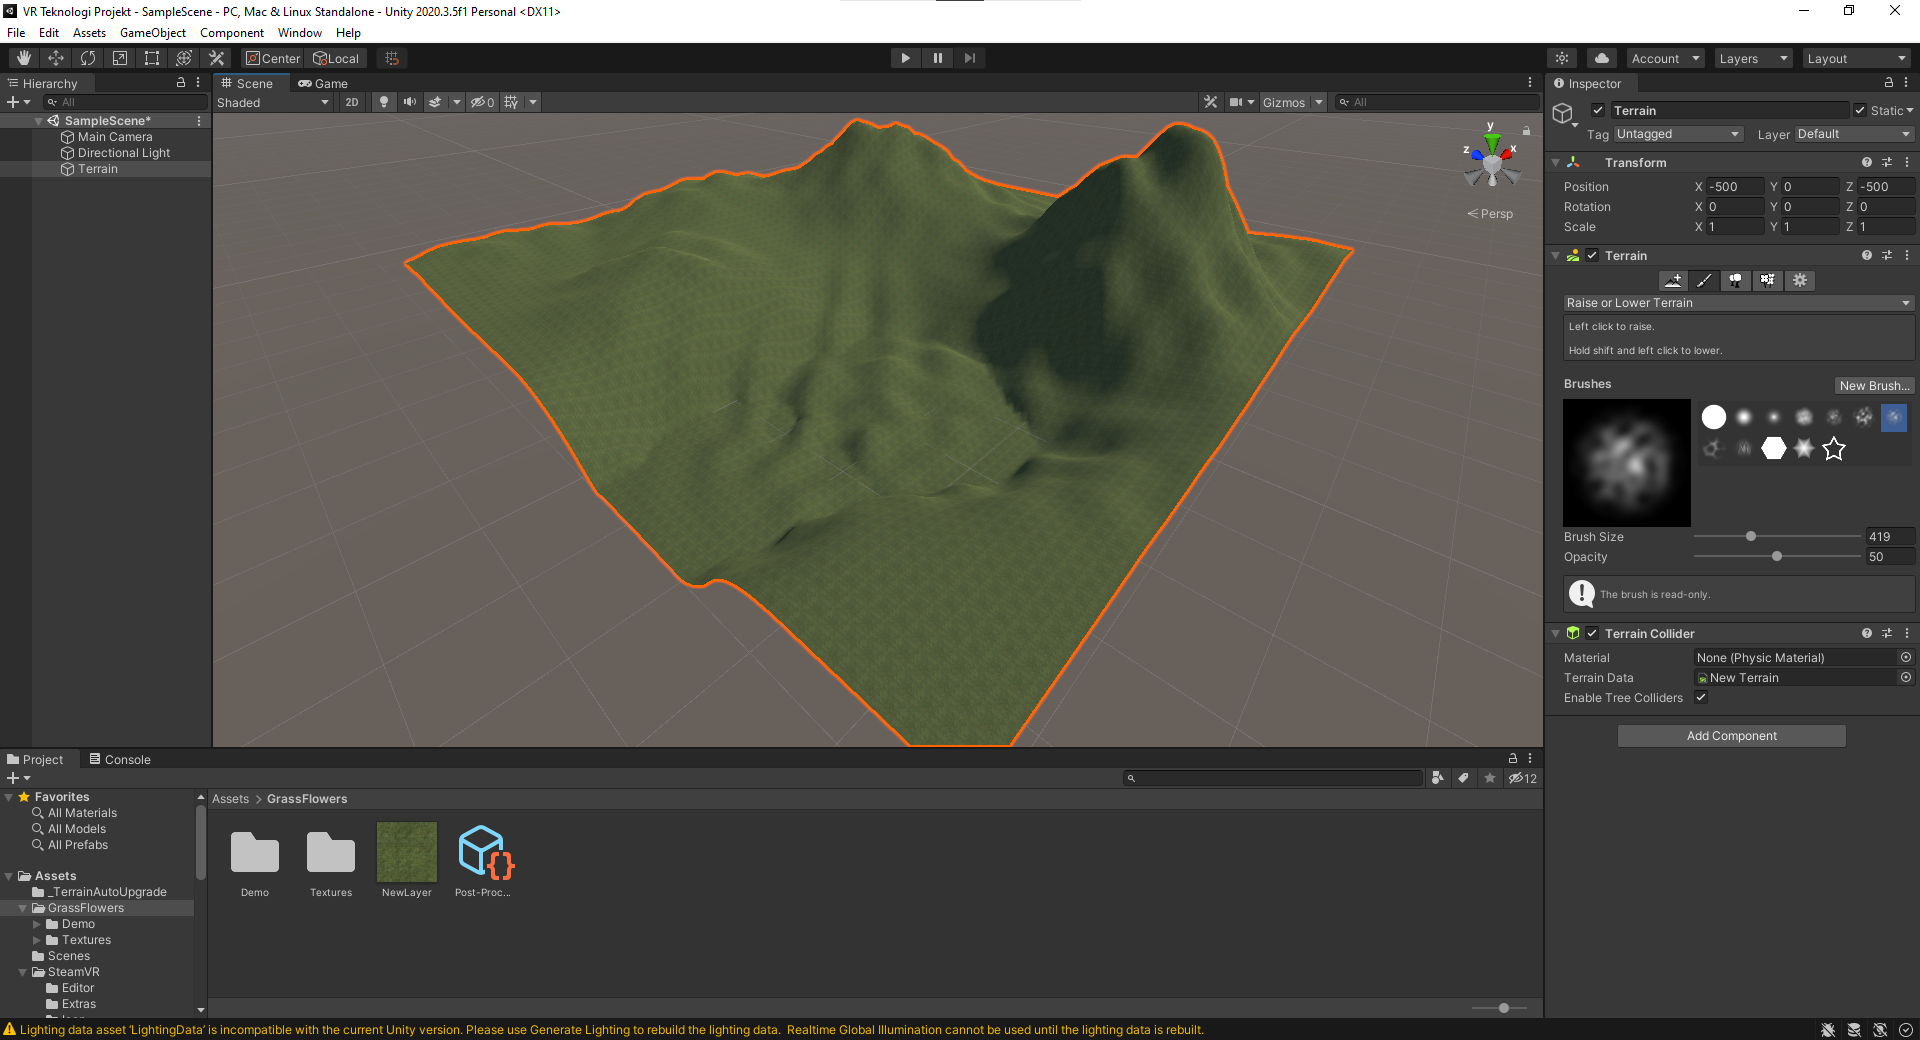 VR Teknologi Projekt - SampleScene - PC, Mac & Linux Standalone - Unity 2020.3.5f1 Personal <DX11>
File Edit Assets GameObject Component Window Help
Center Local Account Layers Layout
Hierarchy
All
SampleScene*
Main Camera
Directional Light
Terrain
Scene Game
Shaded 2D 0 Gizmos All
y
z x
Persp
Inspector
Terrain Static
Tag Untagged Layer Default
Transform
Position X -500 Y 0 Z -500
Rotation X 0 Y 0 Z 0
Scale X 1 Y 1 Z 1
Terrain
Raise or Lower Terrain
Left click to raise.
Hold shift and left click to lower.
Brushes New Brush...
Brush Size 419
Opacity 50
The brush is read-only.
Terrain Collider
Material None (Physic Material)
Terrain Data New Terrain
Enable Tree Colliders
Add Component
Project Console
12
Favorites
All Materials
All Models
All Prefabs
Assets
_TerrainAutoUpgrade
GrassFlowers
Demo
Textures
Scenes
SteamVR
Editor
Extras
Assets > GrassFlowers
Demo Textures NewLayer Post-Proc...
Lighting data asset 'LightingData' is incompatible with the current Unity version. Please use Generate Lighting to rebuild the lighting data. Realtime Global Illumination cannot be used until the lighting data is rebuilt.